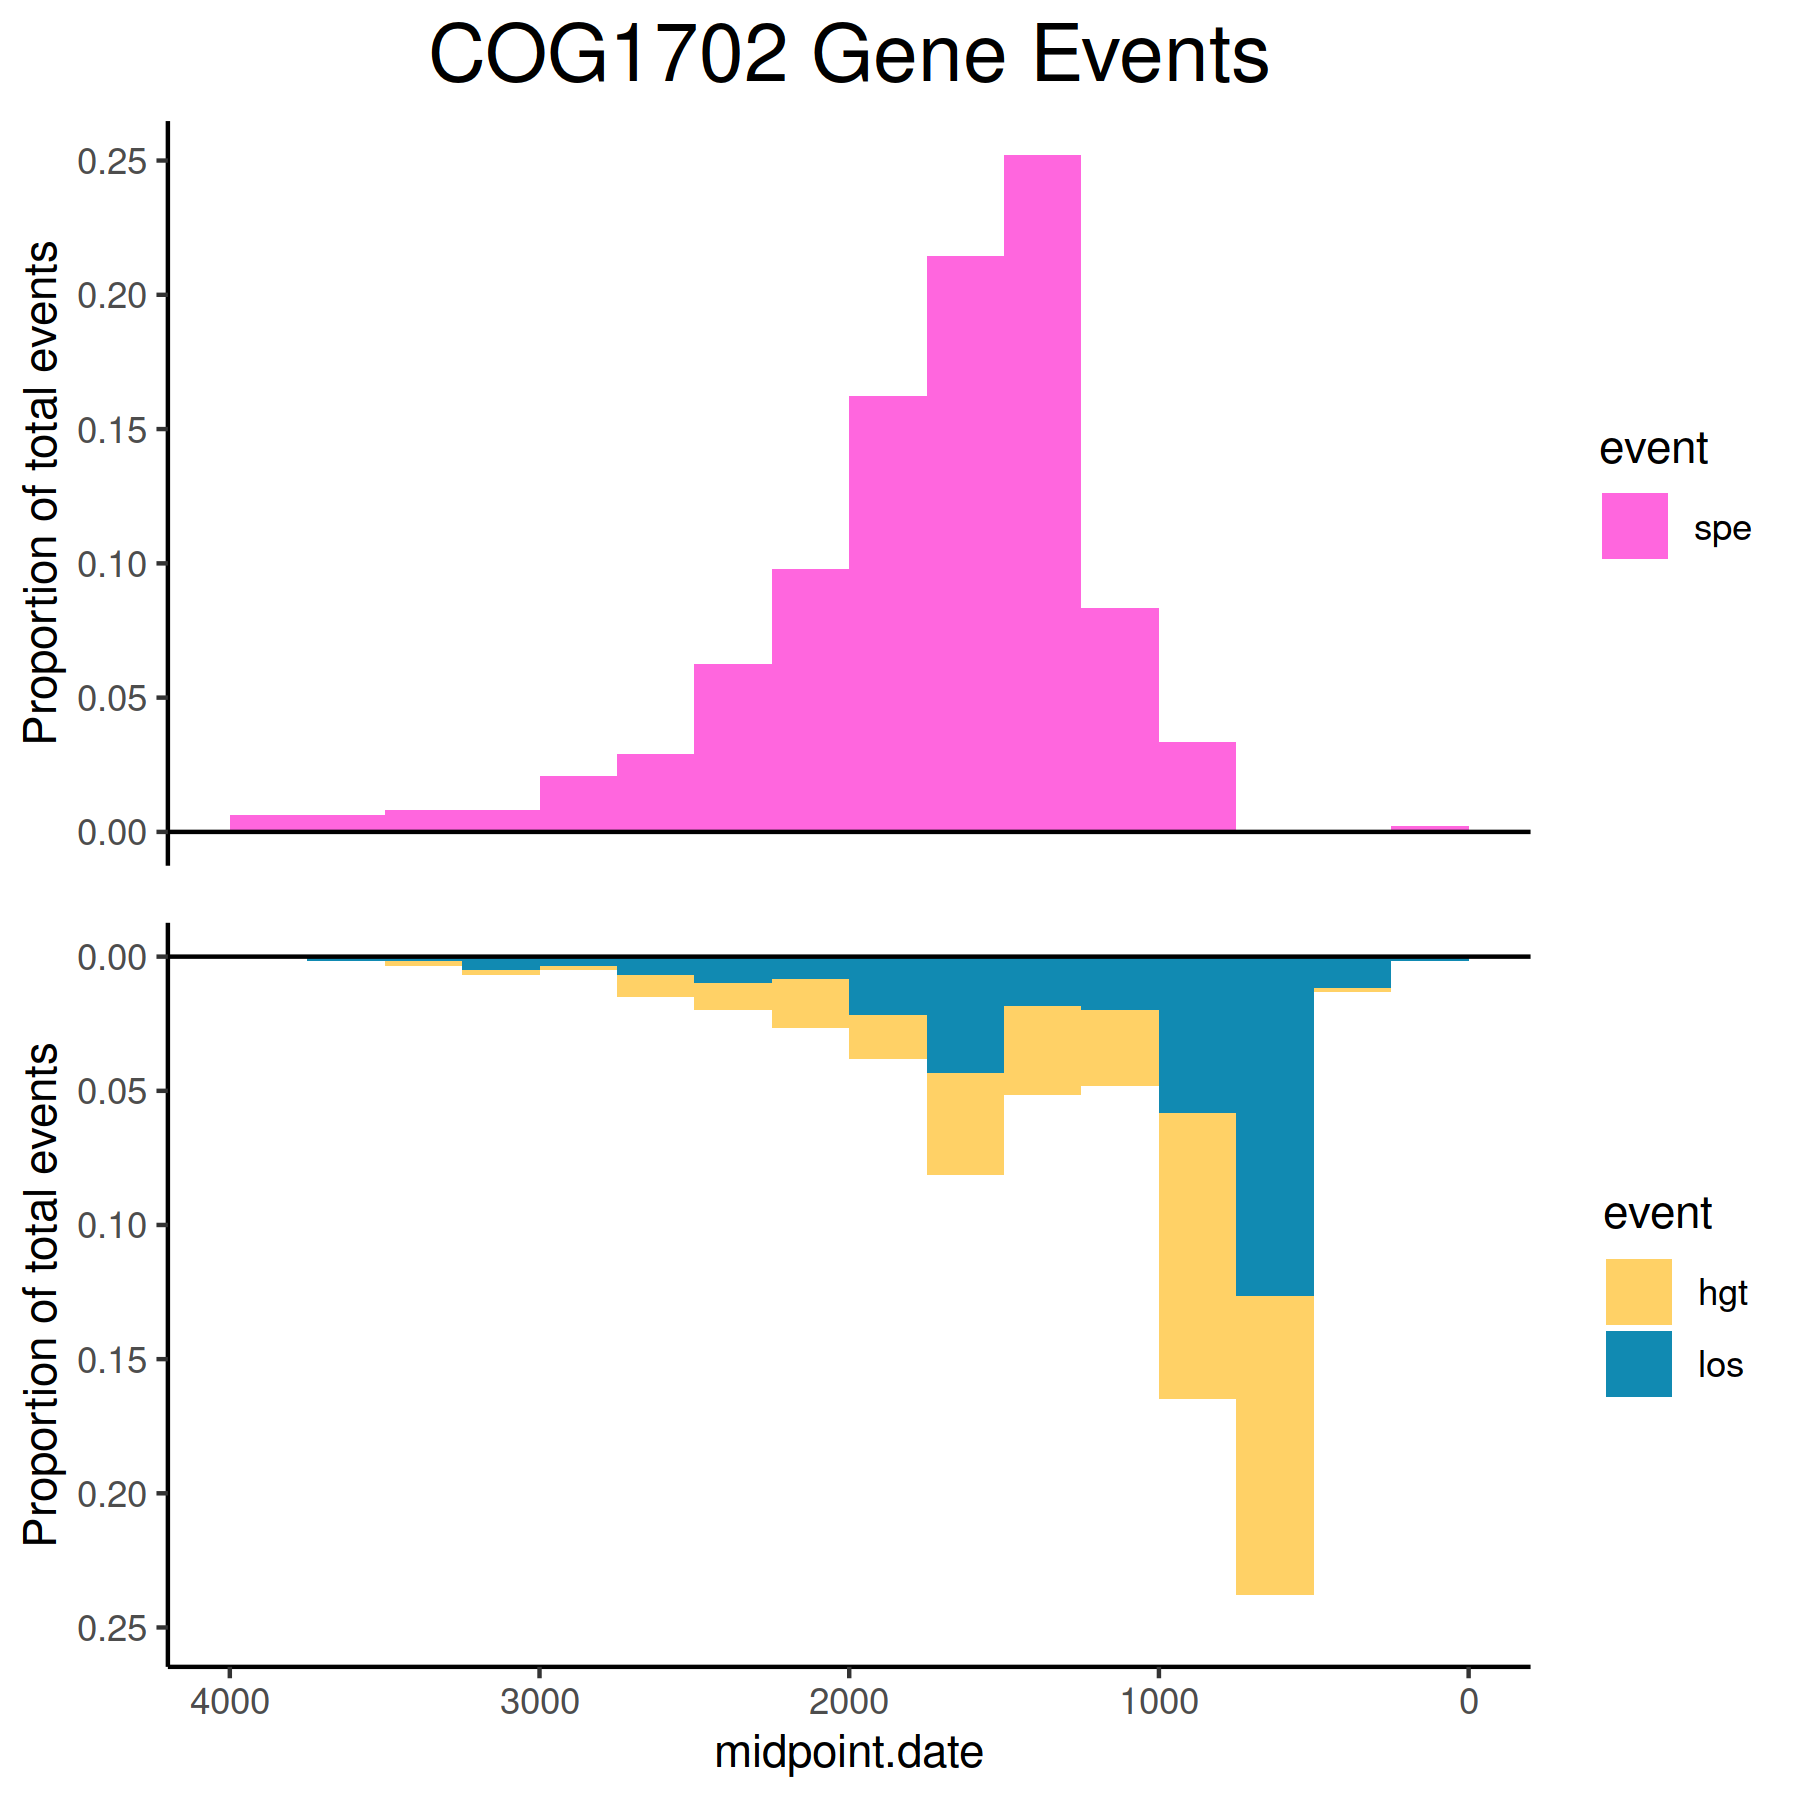 COG1702 Gene Events
Proportion of total events
0.25
0.20
0.15
0.10
0.05
0.00
event
spe
Proportion of total events
0.00
0.05
0.10
0.15
0.20
0.25
event
hgt
los
4000 3000 2000 1000 0
midpoint.date